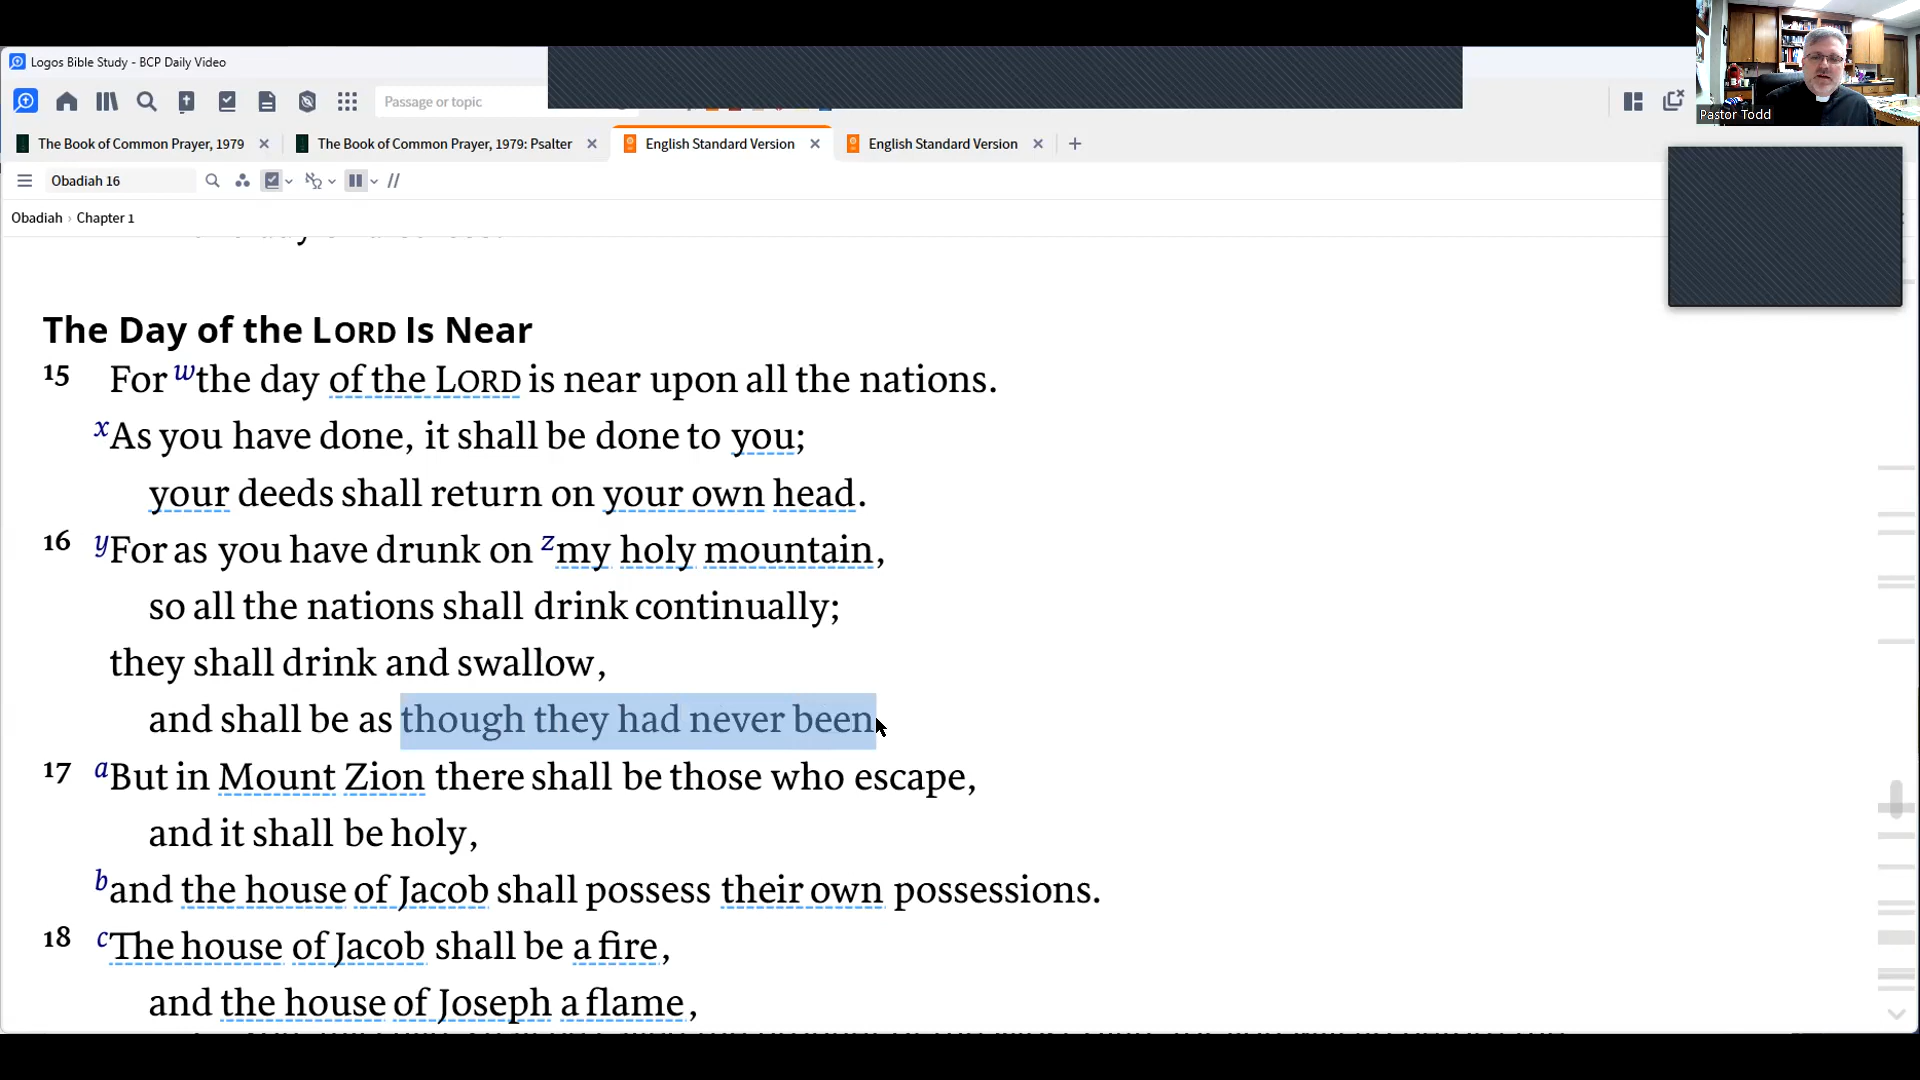 Logos Bible Study - BCP Daily Video
Passage or topic
Pastor Todd
The Book of Common Prayer, 1979
The Book of Common Prayer, 1979: Psalter
English Standard Version
English Standard Version
Obadiah 16
Obadiah › Chapter 1
The Day of the LORD Is Near
15 For wthe day of the LORD is near upon all the nations.
xAs you have done, it shall be done to you;
your deeds shall return on your own head.
16 yFor as you have drunk on zmy holy mountain,
so all the nations shall drink continually;
they shall drink and swallow,
and shall be as though they had never been
17 aBut in Mount Zion there shall be those who escape,
and it shall be holy,
band the house of Jacob shall possess their own possessions.
18 cThe house of Jacob shall be a fire,
and the house of Joseph a flame,